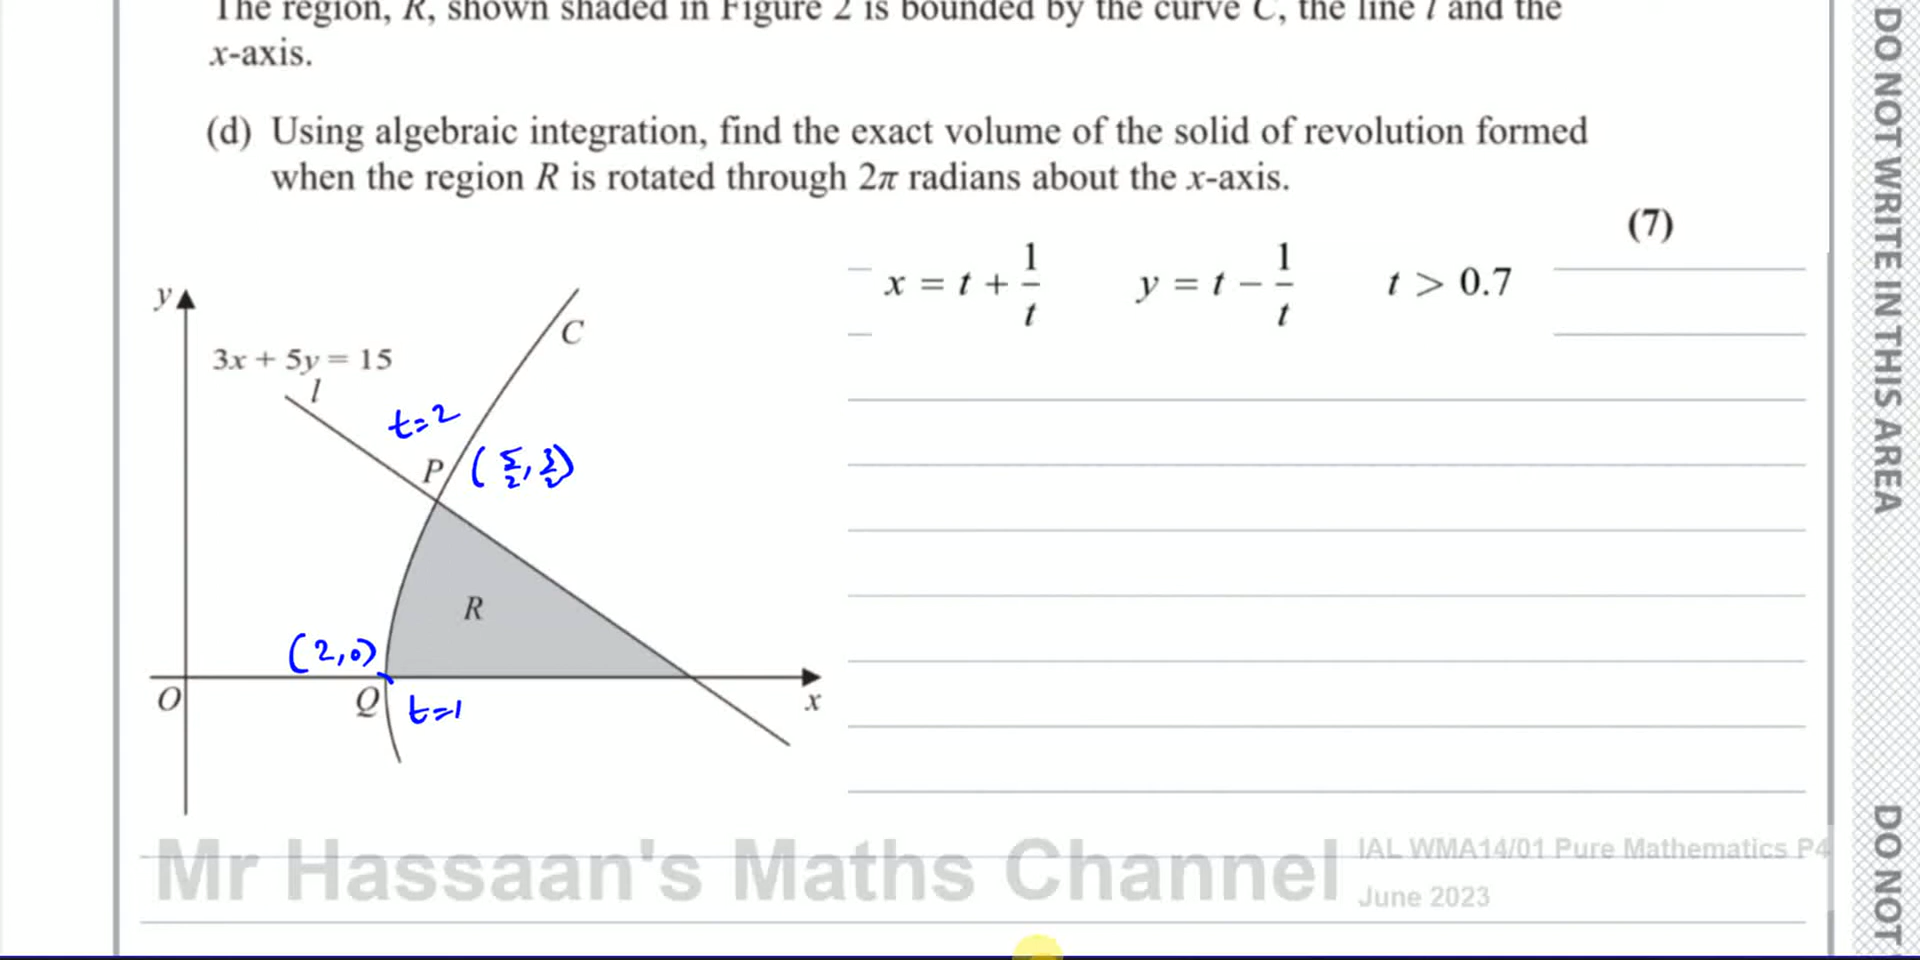 The region, R, shown shaded in Figure 2 is bounded by the curve C, the line l and the
x-axis.
(d) Using algebraic integration, find the exact volume of the solid of revolution formed
when the region R is rotated through 2π radians about the x-axis.
(7)
x = t + 1/t    y = t − 1/t    t > 0.7
y
C
3x + 5y = 15
l
t=2
P (5/2, 3/2)
R
(2,0)
O
Q
t=1
x
Mr Hassaan's Maths Channel
IAL WMA14/01 Pure Mathematics P4
June 2023
DO NOT WRITE IN THIS AREA
DO NOT